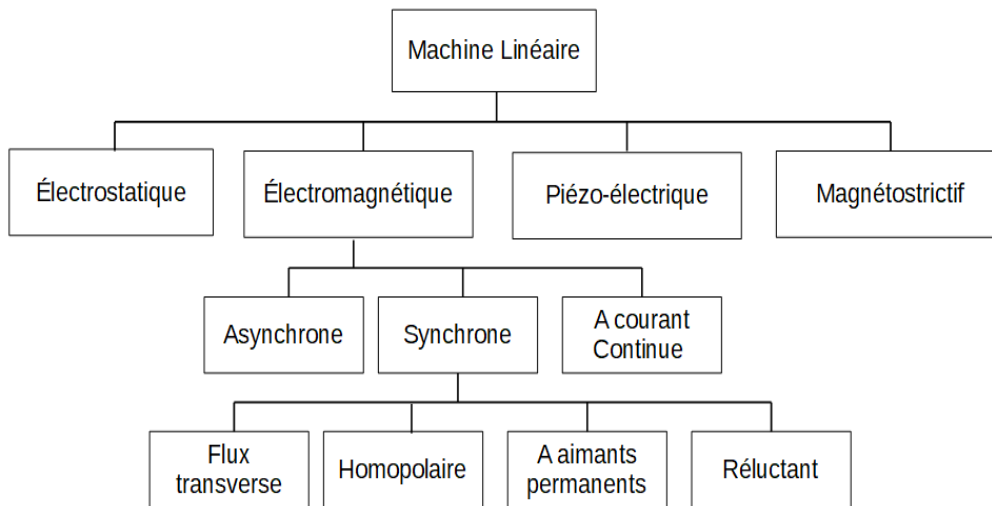 Machine Linéaire
Électrostatique
Électromagnétique
Piézo-électrique
Magnétostrictif
Asynchrone
Synchrone
A courant
Continue
Flux
transverse
Homopolaire
A aimants
permanents
Réluctant